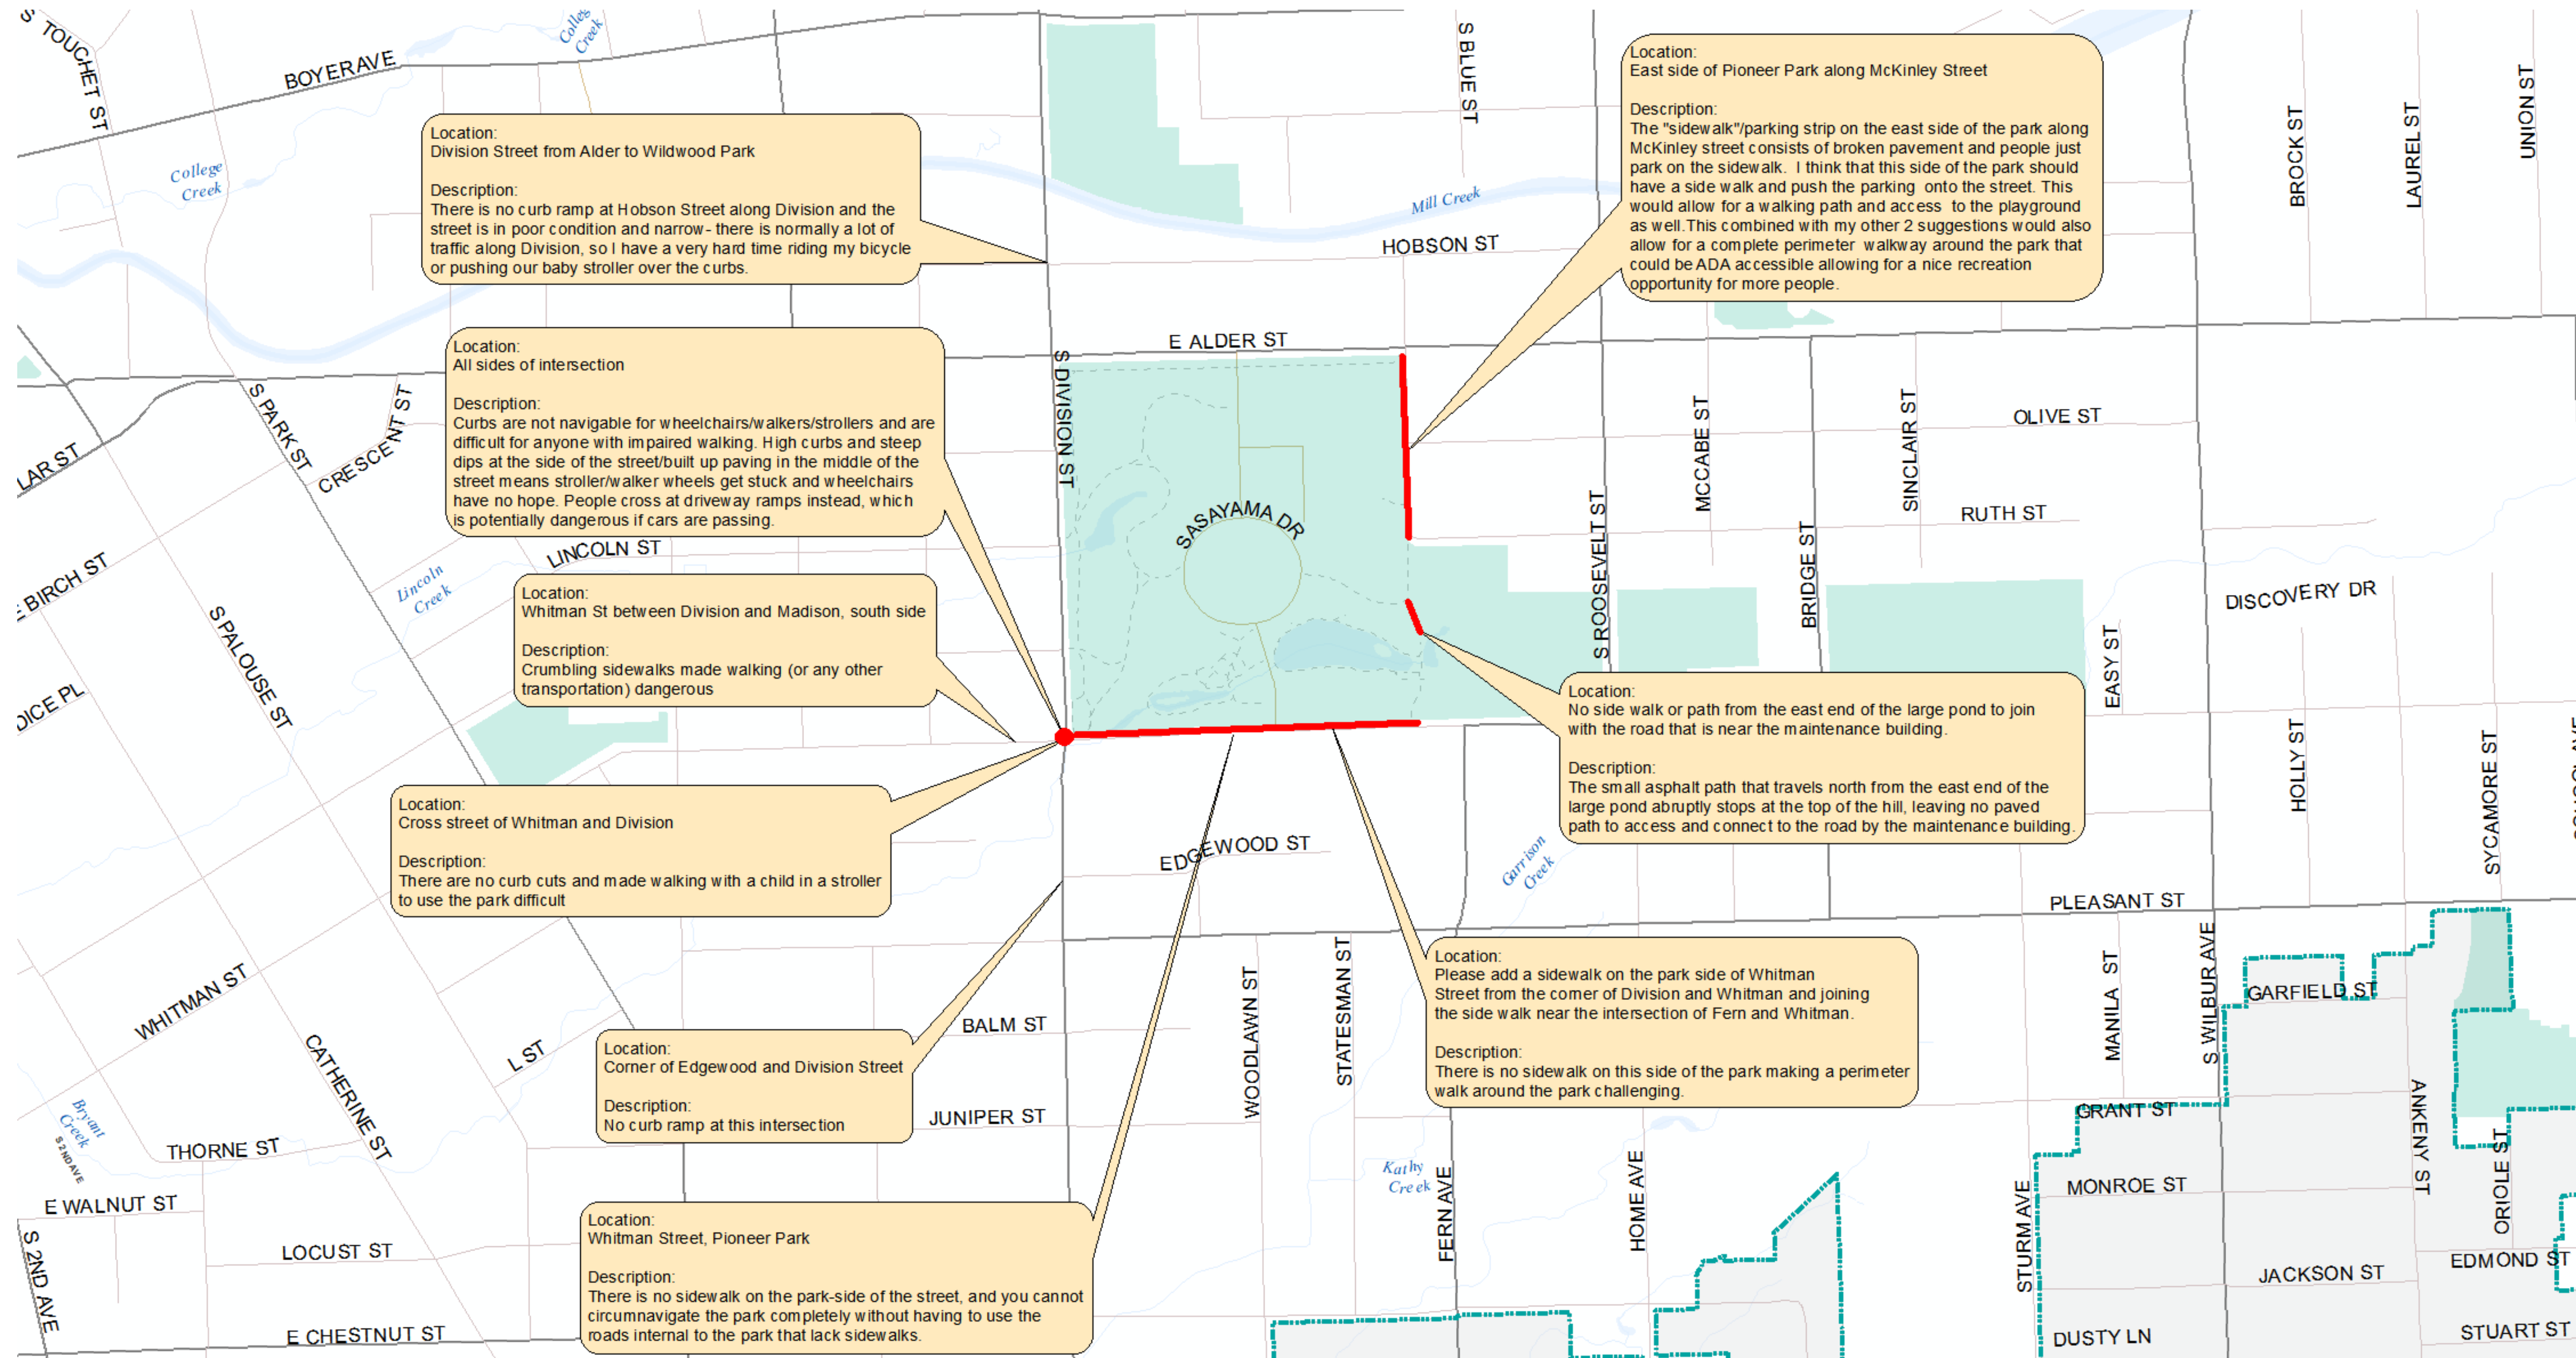 S TOUCHET ST
BOYER AVE
College
Creek
College
Creek
S BLUE ST
BROCK ST
LAUREL ST
UNION ST
Mill Creek
HOBSON ST
Location:
Division Street from Alder to Wildwood Park
Description:
There is no curb ramp at Hobson Street along Division and the
street is in poor condition and narrow- there is normally a lot of
traffic along Division, so I have a very hard time riding my bicycle
or pushing our baby stroller over the curbs.
Location:
East side of Pioneer Park along McKinley Street
Description:
The "sidewalk"/parking strip on the east side of the park along
McKinley street consists of broken pavement and people just
park on the sidewalk.  I think that this side of the park should
have a side walk and push the parking  onto the street. This
would allow for a walking path and access  to the playground
as well.This combined with my other 2 suggestions would also
allow for a complete perimeter  walkway around the park that
could be ADA accessible allowing for a nice recreation
opportunity for more people.
Location:
All sides of intersection
Description:
Curbs are not navigable for wheelchairs/walkers/strollers and are
difficult for anyone with impaired walking. High curbs and steep
dips at the side of the street/built up paving in the middle of the
street means stroller/walker wheels get stuck and wheelchairs
have no hope. People cross at driveway ramps instead, which
is potentially dangerous if cars are passing.
E ALDER ST
S DIVISION ST
S PARK ST
CRESCENT ST
LAR ST
OLIVE ST
MCCABE ST
SINCLAIR ST
RUTH ST
S ROOSEVELT ST
BRIDGE ST
SASAYAMA DR
LINCOLN ST
Lincoln
Creek
E BIRCH ST
S PALOUSE ST
DICE PL
DISCOVERY DR
EASY ST
HOLLY ST
SYCAMORE ST
Location:
Whitman St between Division and Madison, south side
Description:
Crumbling sidewalks made walking (or any other
transportation) dangerous
Location:
No side walk or path from the east end of the large pond to join
with the road that is near the maintenance building.
Description:
The small asphalt path that travels north from the east end of the
large pond abruptly stops at the top of the hill, leaving no paved
path to access and connect to the road by the maintenance building.
Location:
Cross street of Whitman and Division
Description:
There are no curb cuts and made walking with a child in a stroller
to use the park difficult
EDGEWOOD ST
Garrison
Creek
PLEASANT ST
WHITMAN ST
CATHERINE ST
L ST
BALM ST
JUNIPER ST
WOODLAWN ST
STATESMAN ST
MANILA ST
S WILBUR AVE
GARFIELD ST
GRANT ST
ANKENY ST
ORIOLE ST
Location:
Please add a sidewalk on the park side of Whitman
Street from the corner of Division and Whitman and joining
the side walk near the intersection of Fern and Whitman.
Description:
There is no sidewalk on this side of the park making a perimeter
walk around the park challenging.
Location:
Corner of Edgewood and Division Street
Description:
No curb ramp at this intersection
Bryant
Creek
S 2ND AVE
THORNE ST
E WALNUT ST
S 2ND AVE
LOCUST ST
E CHESTNUT ST
Kathy
Creek
FERN AVE
HOME AVE
STURM AVE
MONROE ST
JACKSON ST
EDMOND ST
DUSTY LN
STUART ST
Location:
Whitman Street, Pioneer Park
Description:
There is no sidewalk on the park-side of the street, and you cannot
circumnavigate the park completely without having to use the
roads internal to the park that lack sidewalks.